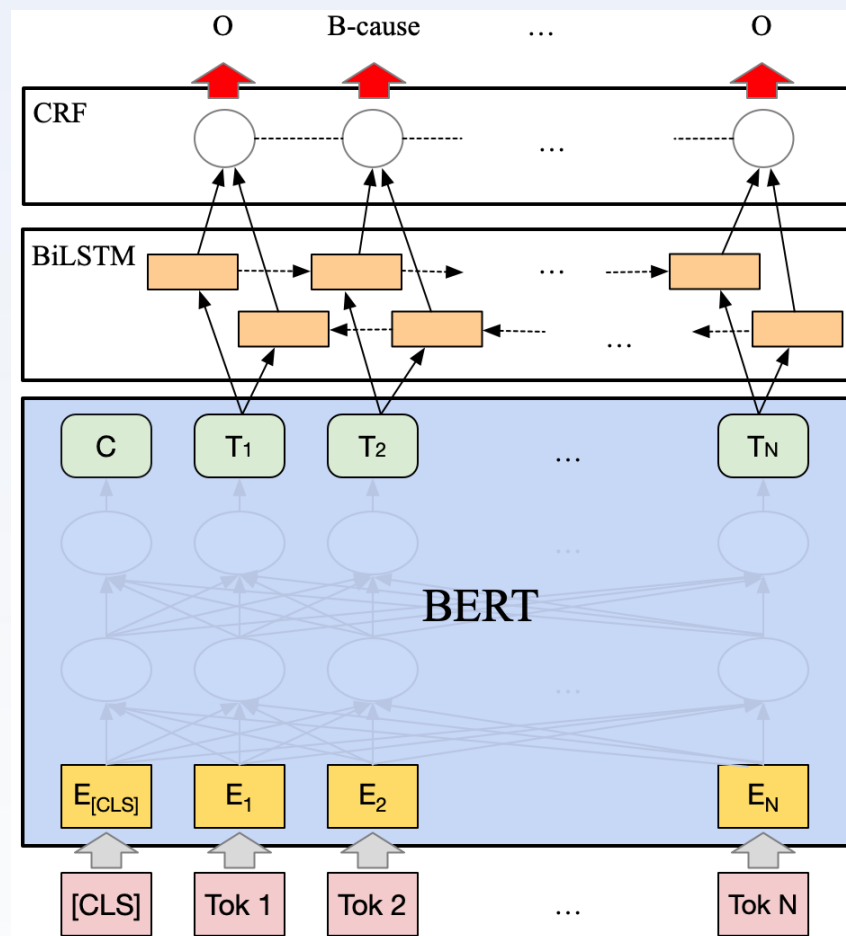 O B-cause ... O
CRF
...
BiLSTM
...
...
C T1 T2 ... TN
...
BERT
...
E[CLS] E1 E2 EN
[CLS] Tok 1 Tok 2 ... Tok N